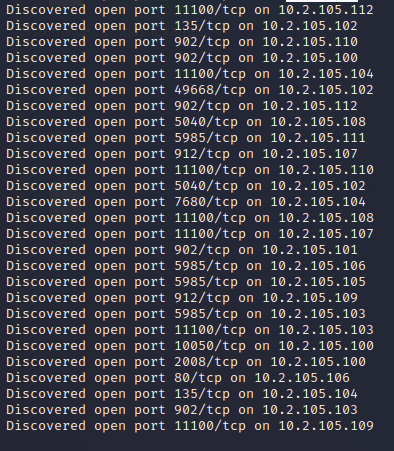 Discovered open port 11100/tcp on 10.2.105.112
Discovered open port 135/tcp on 10.2.105.102
Discovered open port 902/tcp on 10.2.105.110
Discovered open port 902/tcp on 10.2.105.100
Discovered open port 11100/tcp on 10.2.105.104
Discovered open port 49668/tcp on 10.2.105.102
Discovered open port 902/tcp on 10.2.105.112
Discovered open port 5040/tcp on 10.2.105.108
Discovered open port 5985/tcp on 10.2.105.111
Discovered open port 912/tcp on 10.2.105.107
Discovered open port 11100/tcp on 10.2.105.110
Discovered open port 5040/tcp on 10.2.105.102
Discovered open port 7680/tcp on 10.2.105.104
Discovered open port 11100/tcp on 10.2.105.108
Discovered open port 11100/tcp on 10.2.105.107
Discovered open port 902/tcp on 10.2.105.101
Discovered open port 5985/tcp on 10.2.105.106
Discovered open port 5985/tcp on 10.2.105.105
Discovered open port 912/tcp on 10.2.105.109
Discovered open port 5985/tcp on 10.2.105.103
Discovered open port 11100/tcp on 10.2.105.103
Discovered open port 10050/tcp on 10.2.105.100
Discovered open port 2008/tcp on 10.2.105.100
Discovered open port 80/tcp on 10.2.105.106
Discovered open port 135/tcp on 10.2.105.104
Discovered open port 902/tcp on 10.2.105.103
Discovered open port 11100/tcp on 10.2.105.109